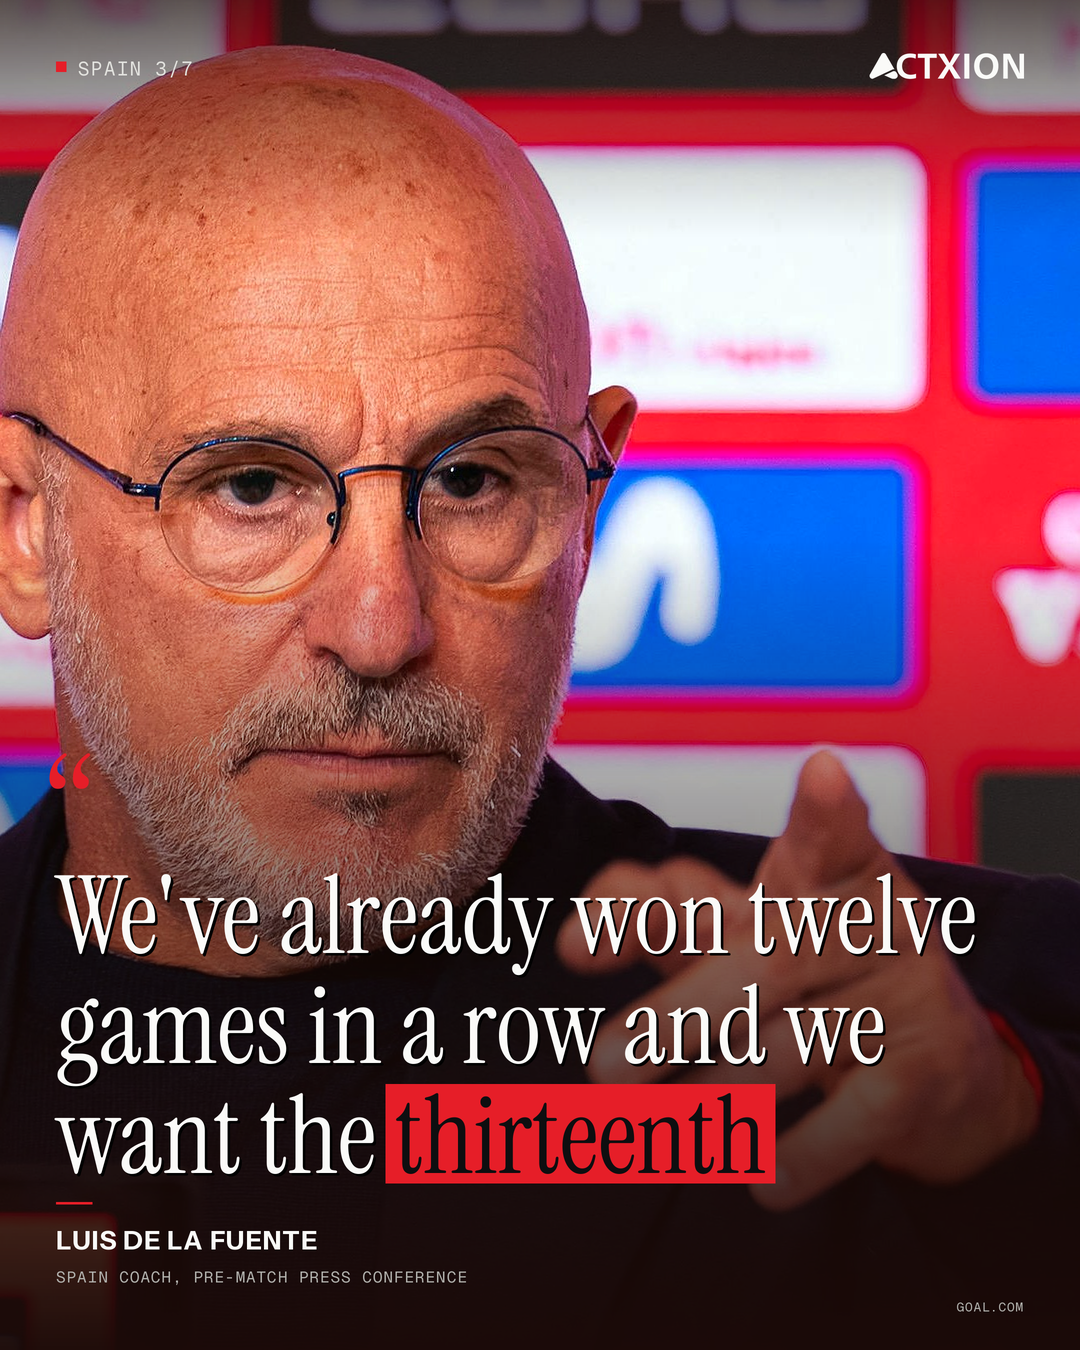 SPAIN 3/7
ACTXION
“
We've already won twelve
games in a row and we
want the thirteenth
LUIS DE LA FUENTE
SPAIN COACH, PRE-MATCH PRESS CONFERENCE
GOAL.COM